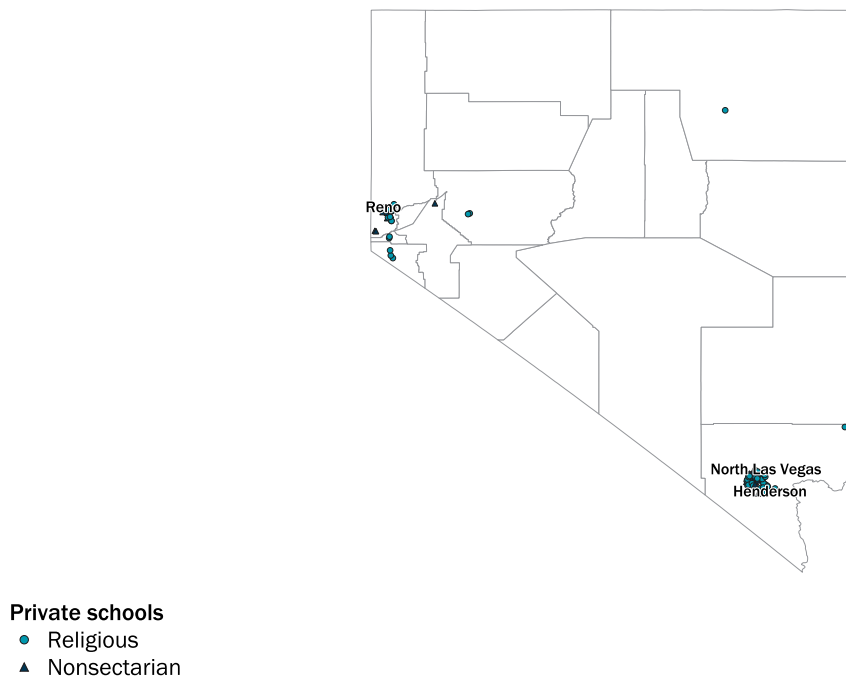 Reno
North Las Vegas
Henderson
Private schools
Religious
Nonsectarian